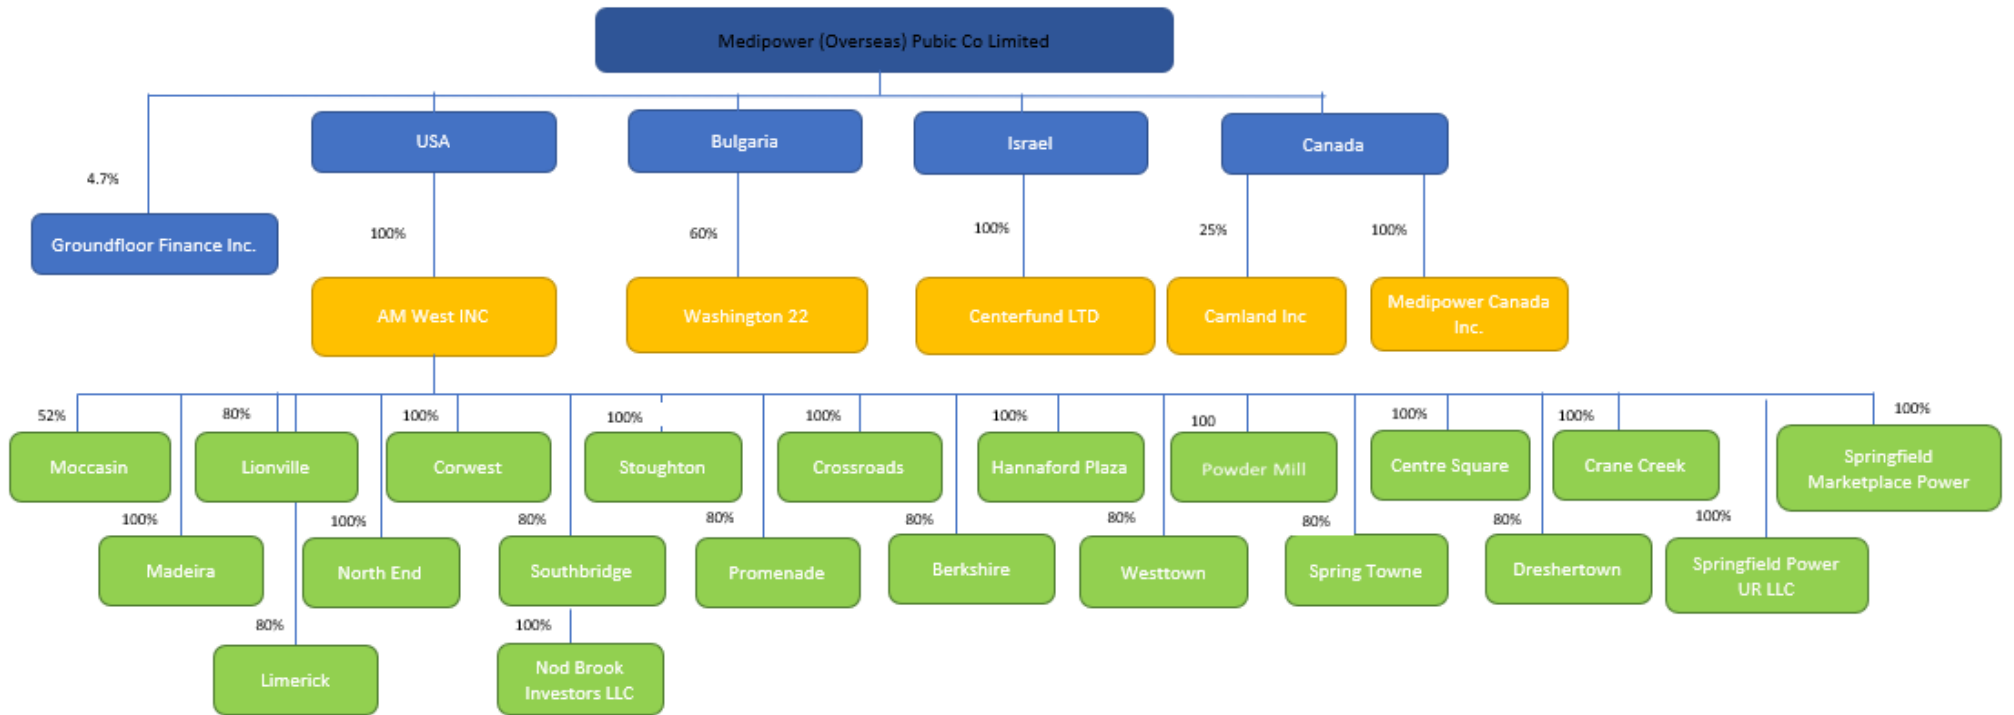 Medipower (Overseas) Pubic Co Limited
USA
Bulgaria
Israel
Canada
4.7%
Groundfloor Finance Inc.
100%
60%
100%
25%
100%
AM West INC
Washington 22
Centerfund LTD
Camland Inc
Medipower Canada
Inc.
52%
80%
100%
100%
100%
100%
100
100%
100%
100%
Moccasin
Lionville
Corwest
Stoughton
Crossroads
Hannaford Plaza
Powder Mill
Centre Square
Crane Creek
Springfield
Marketplace Power
100%
100%
80%
80%
80%
80%
80%
80%
100%
Madeira
North End
Southbridge
Promenade
Berkshire
Westtown
Spring Towne
Dreshertown
Springfield Power
UR LLC
80%
100%
Limerick
Nod Brook
Investors LLC